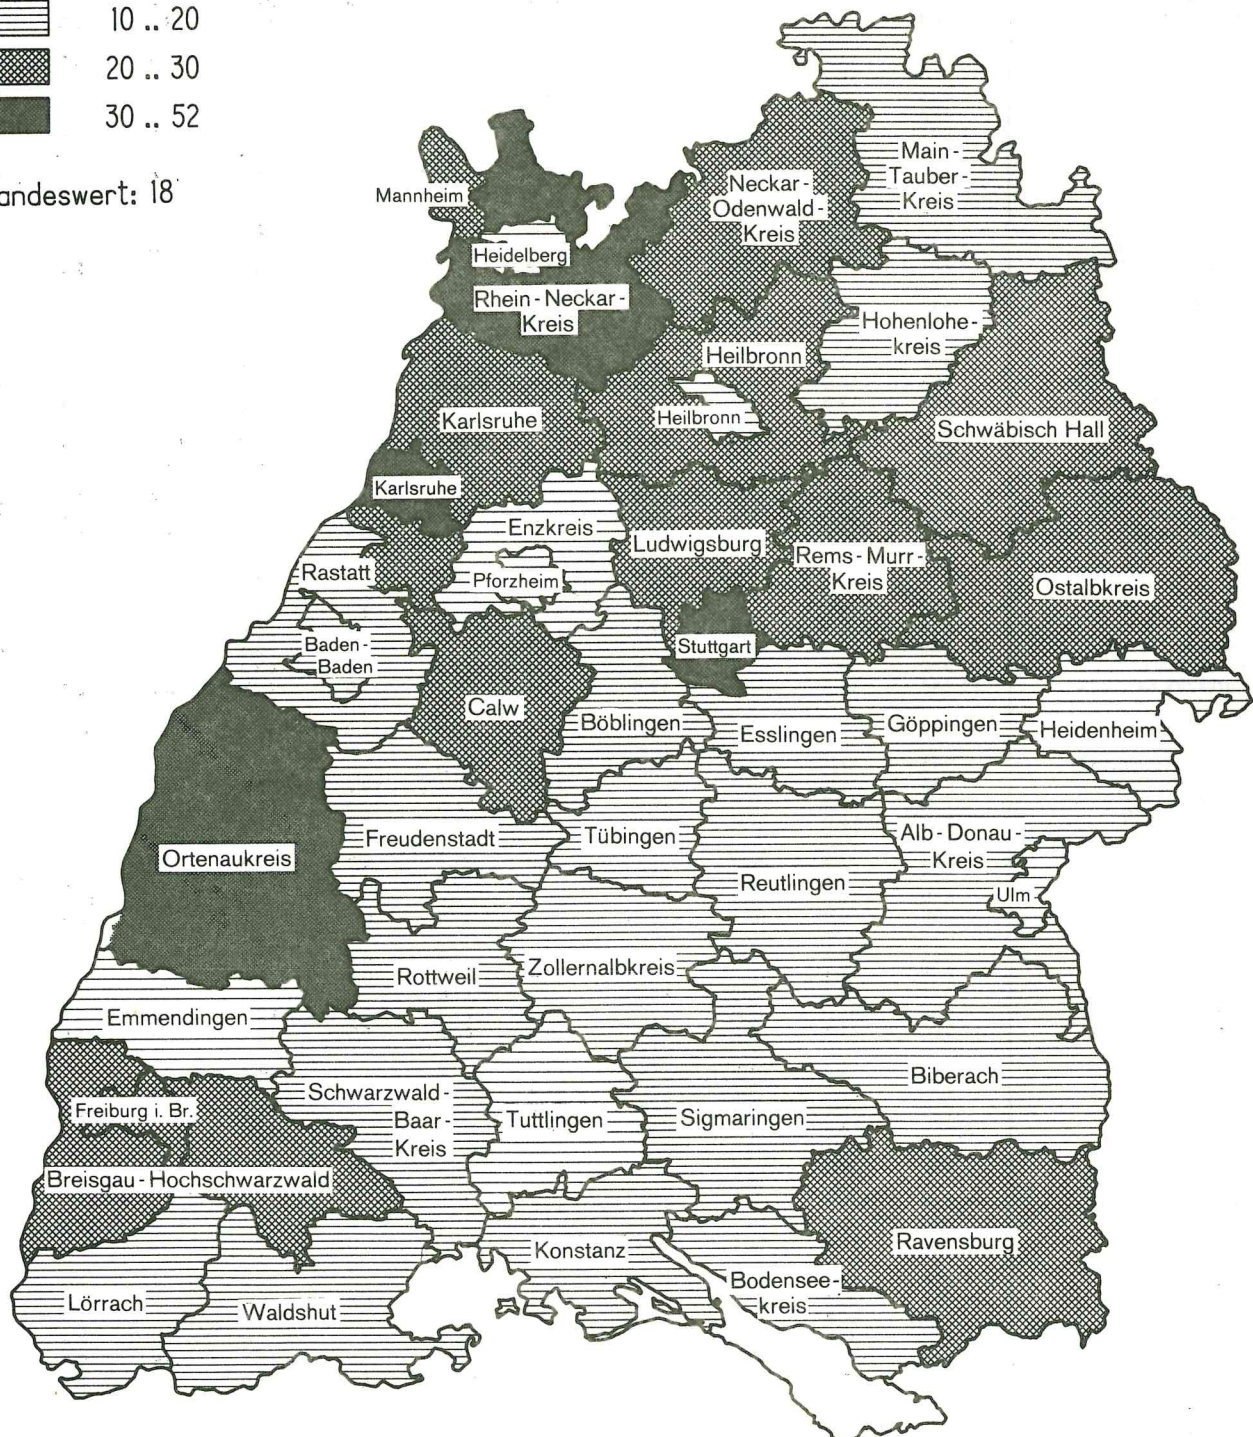 10 .. 20
20 .. 30
30 .. 52
andeswert: 18
Main-
Tauber-
Kreis
Neckar-
Odenwald-
Kreis
Mannheim
Heidelberg
Rhein-Neckar-
Kreis
Hohenlohe-
kreis
Heilbronn
Karlsruhe
Heilbronn
Schwäbisch Hall
Karlsruhe
Enzkreis
Ludwigsburg
Rems-Murr-
Kreis
Rastatt
Pforzheim
Ostalbkreis
Baden-
Baden
Stuttgart
Calw
Böblingen
Esslingen
Göppingen
Heidenheim
Freudenstadt
Tübingen
Alb-Donau-
Kreis
Ortenaukreis
Reutlingen
Ulm
Rottweil
Zollernalbkreis
Emmendingen
Biberach
Schwarzwald-
Baar-
Kreis
Freiburg i. Br.
Tuttlingen
Sigmaringen
Breisgau-Hochschwarzwald
Konstanz
Ravensburg
Bodensee-
kreis
Lörrach
Waldshut